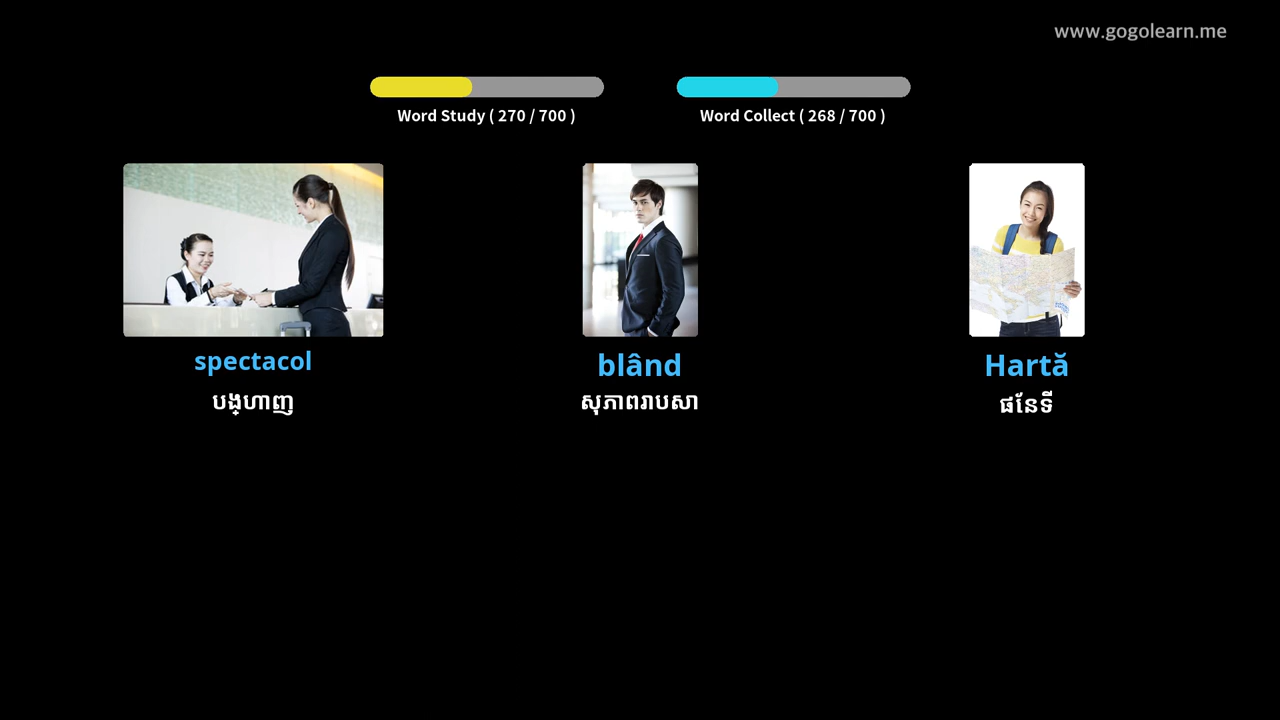 www.gogolearn.me
Word Study ( 270 / 700 )
Word Collect ( 268 / 700 )
spectacol
blând
Hartă
បង្ហាញ
សុភាពរាបសា
ផែនទី